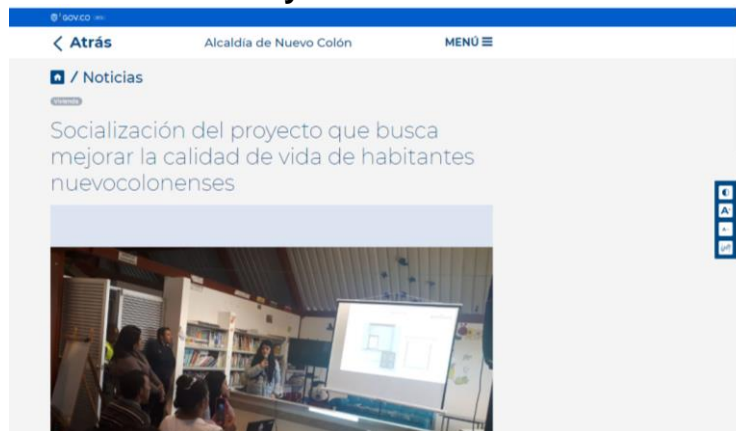 GOV.CO
Atrás
Alcaldía de Nuevo Colón
MENÚ
/ Noticias
Vivienda
Socialización del proyecto que busca
mejorar la calidad de vida de habitantes
nuevocolonenses
A